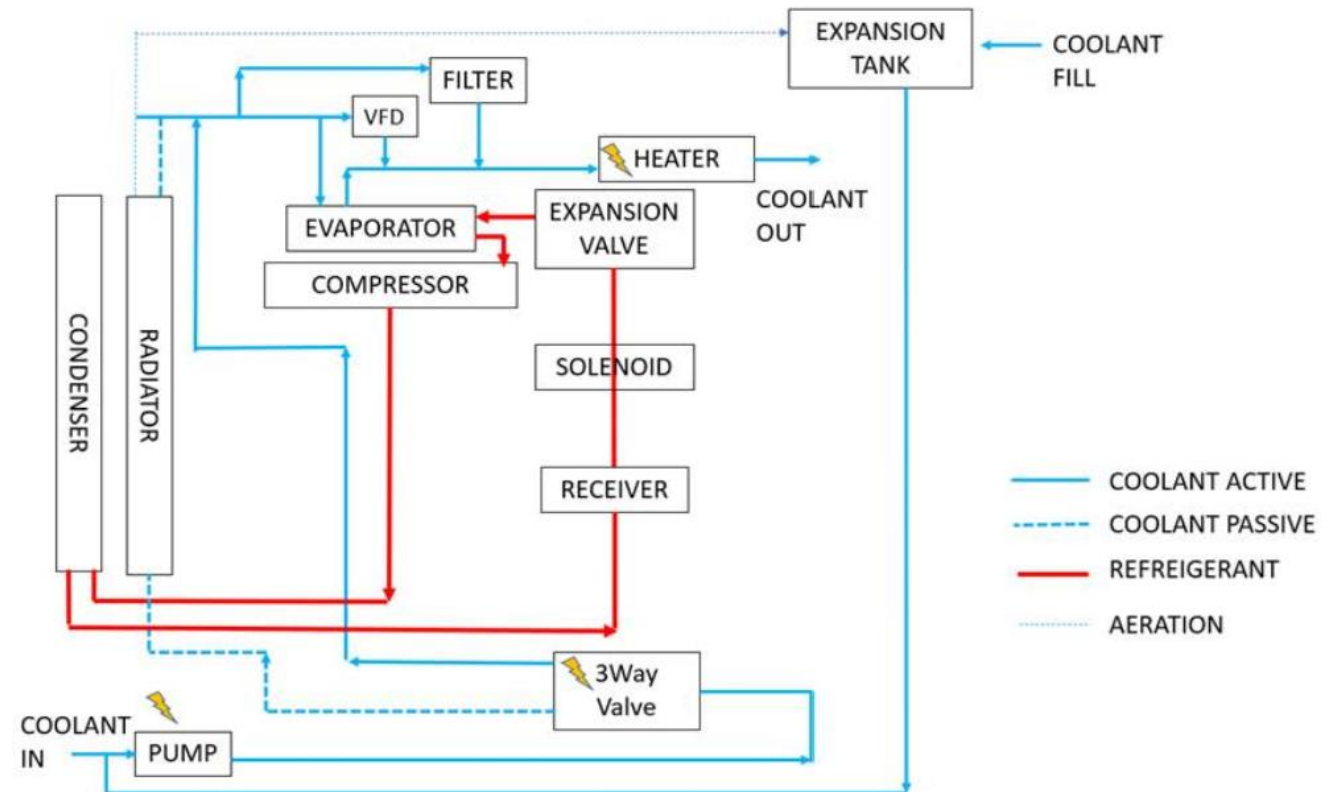 EXPANSION
TANK
COOLANT
FILL
FILTER
VFD
HEATER
COOLANT
OUT
EVAPORATOR
EXPANSION
VALVE
COMPRESSOR
CONDENSER
RADIATOR
SOLENOID
RECEIVER
COOLANT ACTIVE
COOLANT PASSIVE
REFREIGERANT
AERATION
3Way
Valve
COOLANT
IN
PUMP